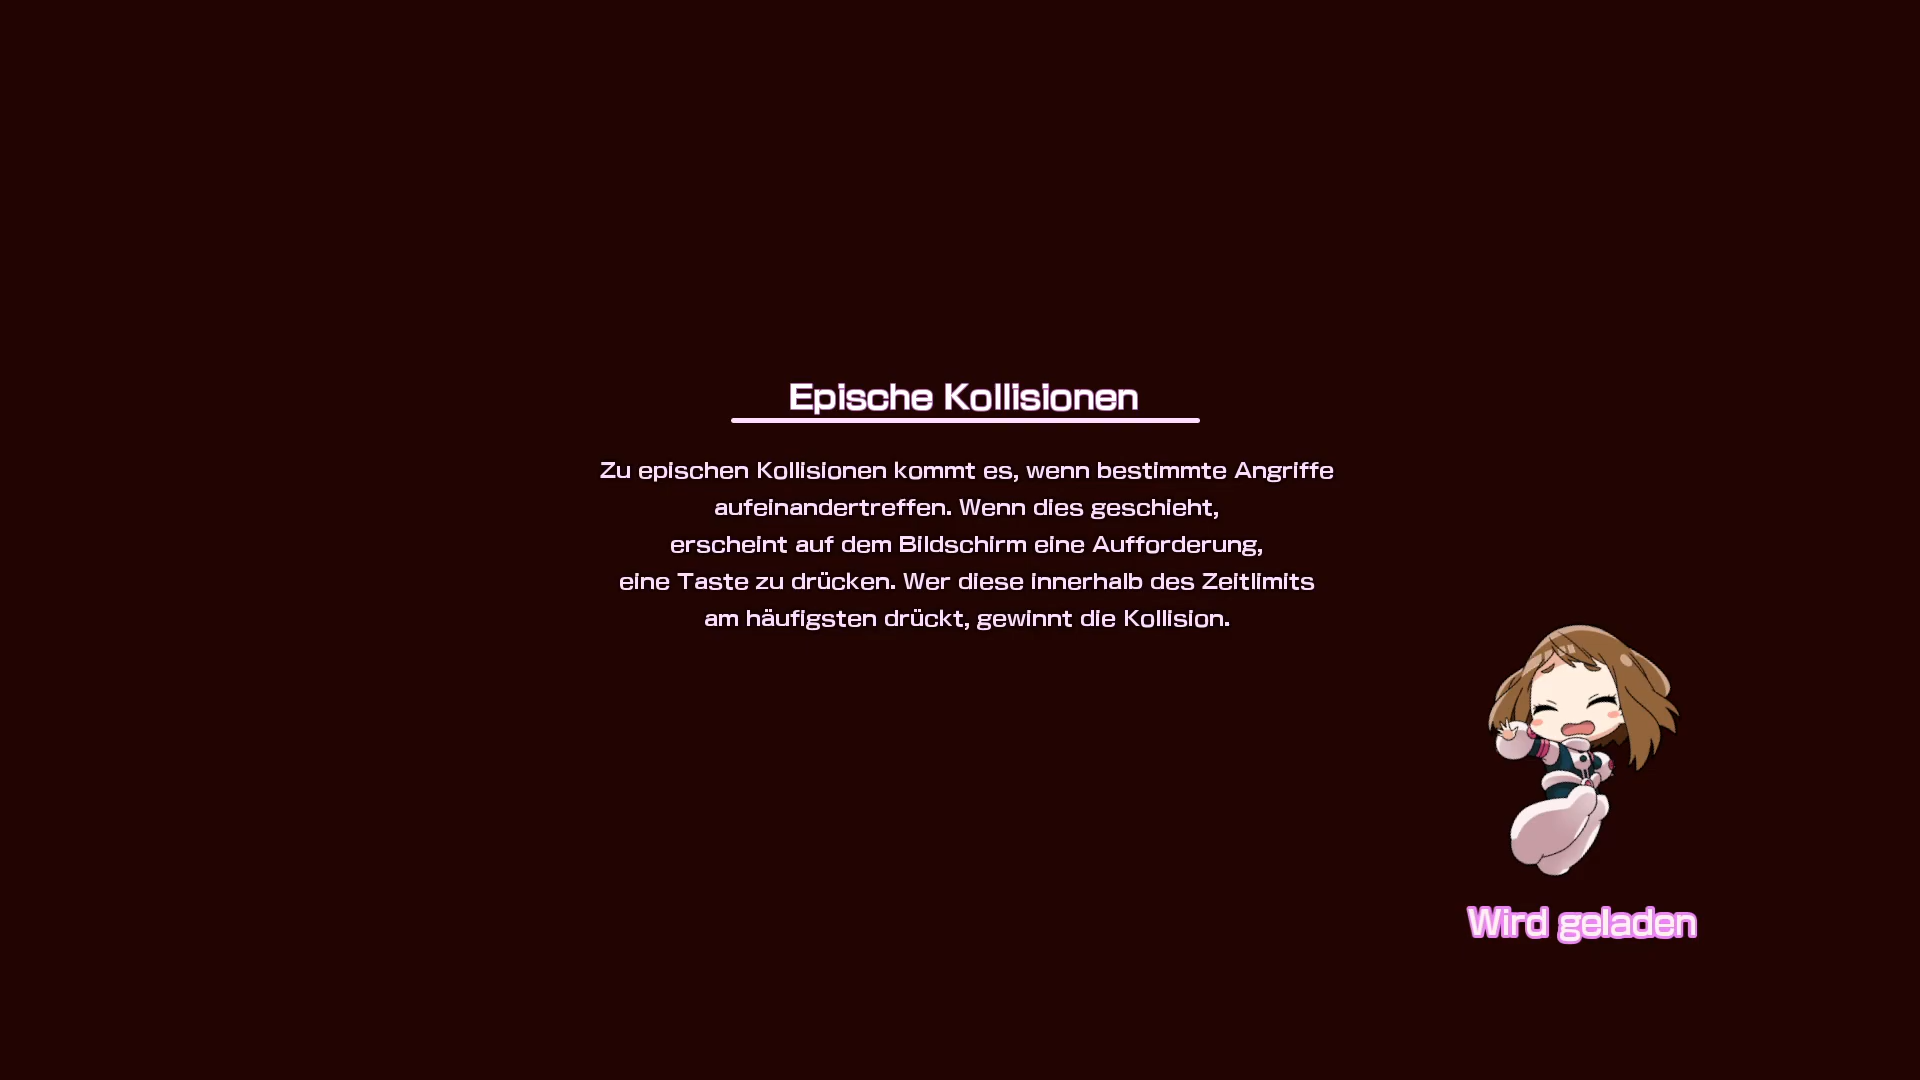 Epische Kollisionen
Zu epischen Kollisionen kommt es, wenn bestimmte Angriffe
aufeinandertreffen. Wenn dies geschieht,
erscheint auf dem Bildschirm eine Aufforderung,
eine Taste zu drücken. Wer diese innerhalb des Zeitlimits
am häufigsten drückt, gewinnt die Kollision.
Wird geladen